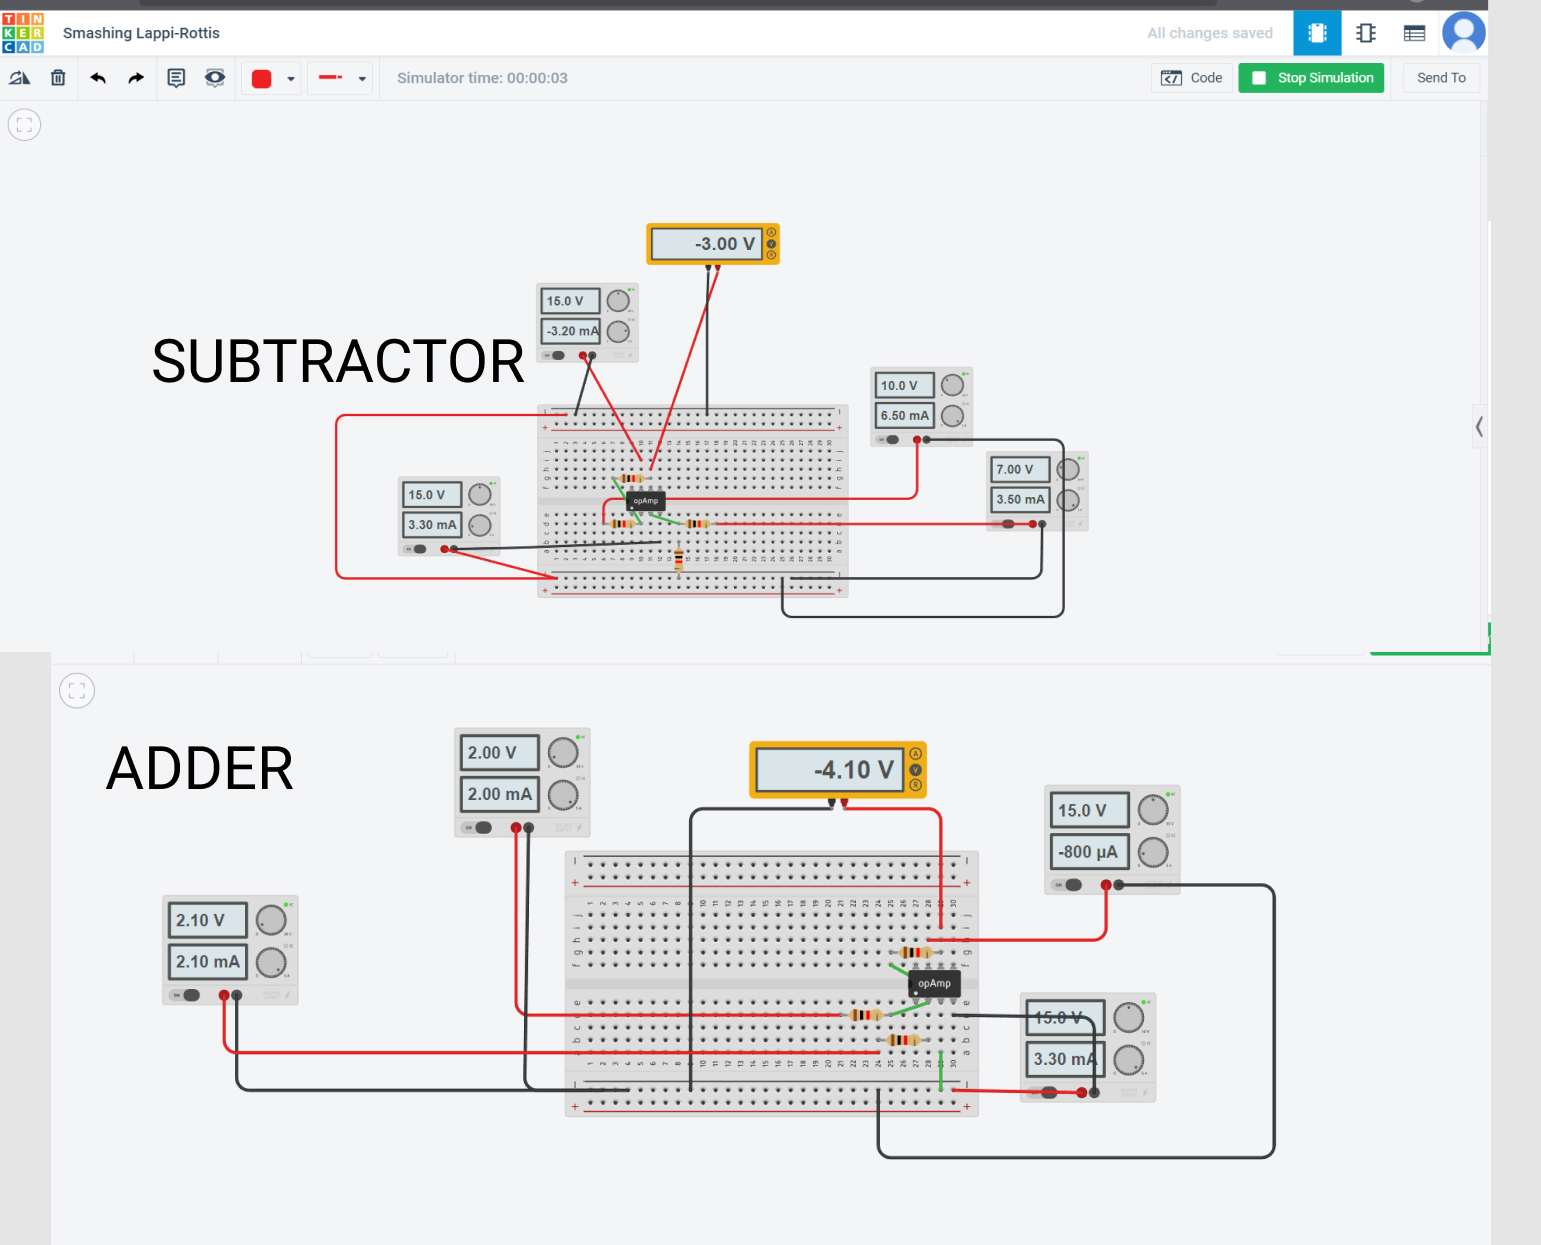 TIN
KER
CAD
Smashing Lappi-Rottis
All changes saved
Simulator time: 00:00:03
Code
Stop Simulation
Send To
-3.00 V
A
V
R
15.0 V
-3.20 mA
SUBTRACTOR
10.0 V
6.50 mA
7.00 V
3.50 mA
15.0 V
3.30 mA
opAmp
ADDER
2.00 V
2.00 mA
-4.10 V
A
V
R
15.0 V
-800 µA
2.10 V
2.10 mA
opAmp
15.0 V
3.30 mA